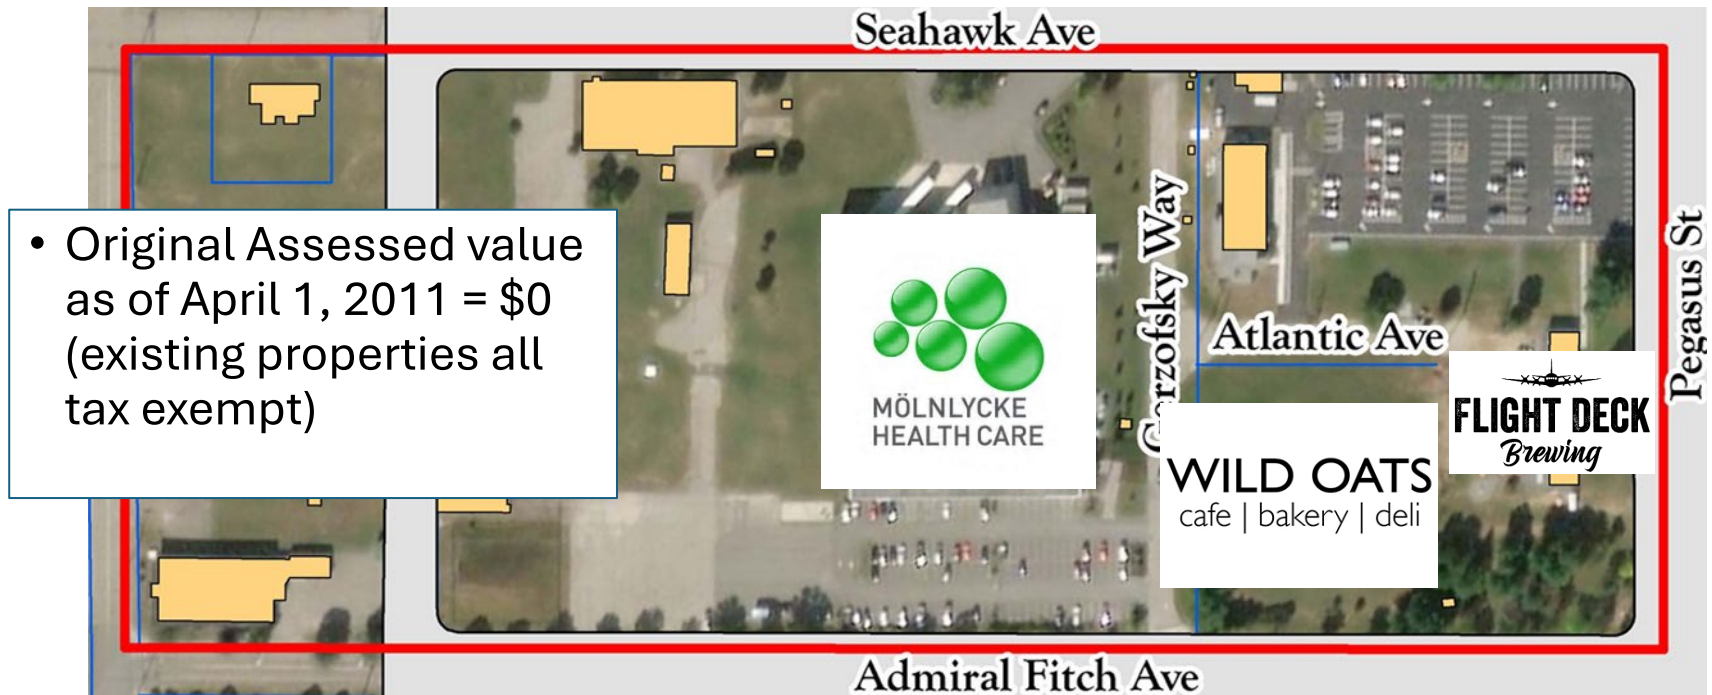 Seahawk Ave
• Original Assessed value
as of April 1, 2011 = $0
(existing properties all
tax exempt)
MÖLNLYCKE
HEALTH CARE
Way
Atlantic Ave
Pegasus St
FLIGHT DECK
Brewing
WILD OATS
cafe | bakery | deli
Admiral Fitch Ave